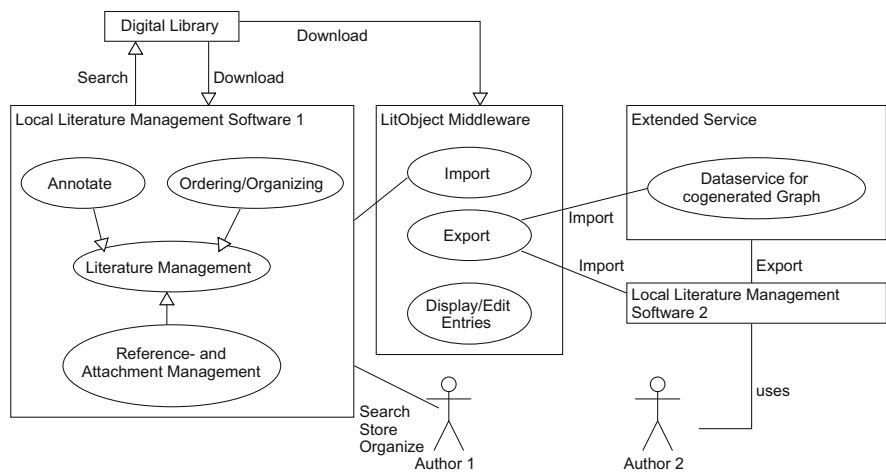 Digital Library
Download
Search
Download
Local Literature Management Software 1
LitObject Middleware
Extended Service
Annotate
Ordering/Organizing
Import
Dataservice for
cogenerated Graph
Import
Export
Literature Management
Import
Export
Local Literature Management
Software 2
Display/Edit
Entries
Reference- and
Attachment Management
uses
Search
Store
Organize
Author 1
Author 2